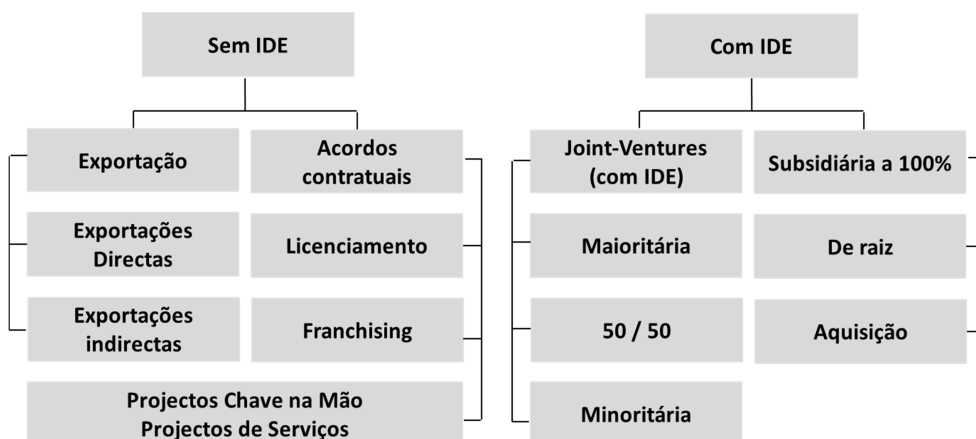 Sem IDE
Com IDE
Exportação
Acordos
contratuais
Exportações
Directas
Licenciamento
Exportações
indirectas
Franchising
Projectos Chave na Mão
Projectos de Serviços
Joint-Ventures
(com IDE)
Subsidiária a 100%
Maioritária
De raiz
50 / 50
Aquisição
Minoritária